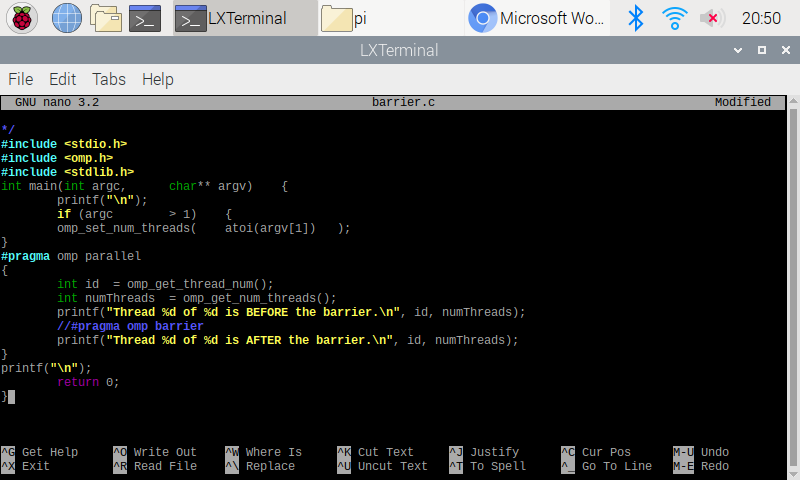 LXTerminal pi Microsoft Wo... 20:50
LXTerminal
File Edit Tabs Help
GNU nano 3.2 barrier.c Modified
*/
#include <stdio.h>
#include <omp.h>
#include <stdlib.h>
int main(int argc,      char** argv)    {
        printf("\n");
        if (argc        > 1)    {
        omp_set_num_threads(    atoi(argv[1])   );
}
#pragma omp parallel
{
        int id  = omp_get_thread_num();
        int numThreads  = omp_get_num_threads();
        printf("Thread %d of %d is BEFORE the barrier.\n", id, numThreads);
        //#pragma omp barrier
        printf("Thread %d of %d is AFTER the barrier.\n", id, numThreads);
}
printf("\n");
        return 0;
}
^G Get Help ^O Write Out ^W Where Is ^K Cut Text ^J Justify ^C Cur Pos M-U Undo
^X Exit ^R Read File ^\ Replace ^U Uncut Text ^T To Spell ^_ Go To Line M-E Redo